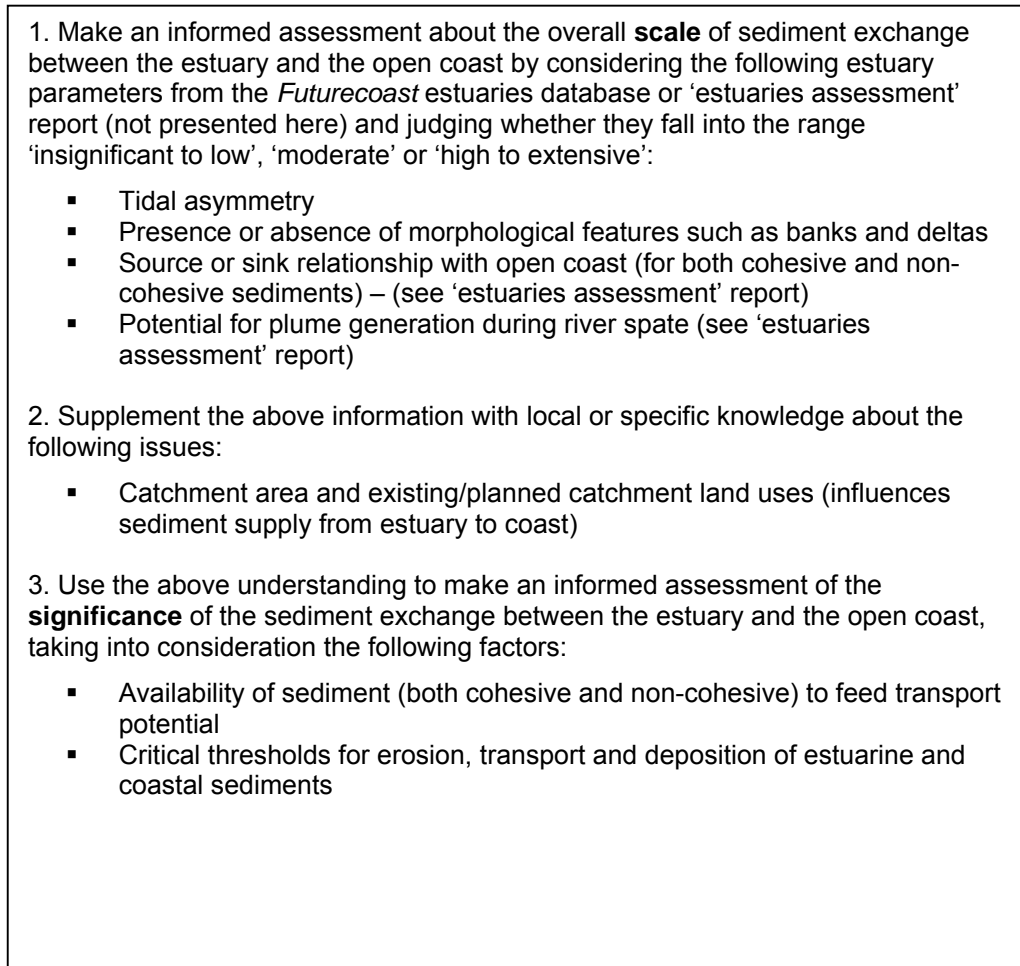 1. Make an informed assessment about the overall scale of sediment exchange
between the estuary and the open coast by considering the following estuary
parameters from the Futurecoast estuaries database or ‘estuaries assessment’
report (not presented here) and judging whether they fall into the range
‘insignificant to low’, ‘moderate’ or ‘high to extensive’:
▪ Tidal asymmetry
▪ Presence or absence of morphological features such as banks and deltas
▪ Source or sink relationship with open coast (for both cohesive and non-
cohesive sediments) – (see ‘estuaries assessment’ report)
▪ Potential for plume generation during river spate (see ‘estuaries
assessment’ report)
2. Supplement the above information with local or specific knowledge about the
following issues:
▪ Catchment area and existing/planned catchment land uses (influences
sediment supply from estuary to coast)
3. Use the above understanding to make an informed assessment of the
significance of the sediment exchange between the estuary and the open coast,
taking into consideration the following factors:
▪ Availability of sediment (both cohesive and non-cohesive) to feed transport
potential
▪ Critical thresholds for erosion, transport and deposition of estuarine and
coastal sediments